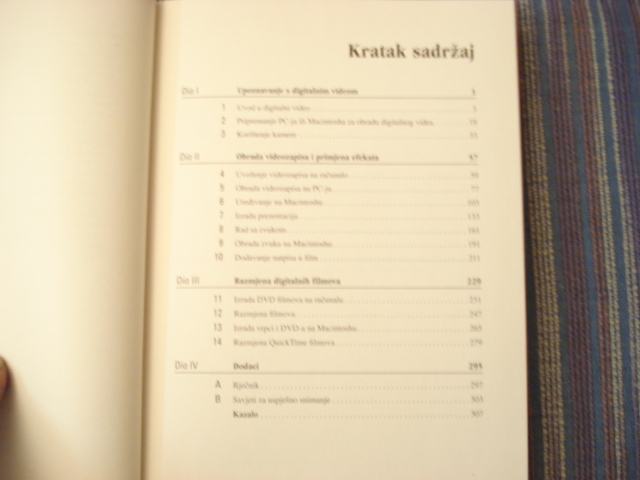 Kratak sadržaj
Dio I Upoznavanje s digitalnim videom 1
1 Uvod u digitalni video 3
2 Pripremanje PC-ja ili Macintosha za obradu digitalnog videa 19
3 Korištenje kamere 35
Dio II Obrada videozapisa i primjena efekata 57
4 Uvođenje videozapisa na računalo 59
5 Obrada videozapisa na PC-ju 77
6 Uređivanje na Macintoshu 105
7 Izrada prezentacija 133
8 Rad sa zvukom 161
9 Obrada zvuka na Macintoshu 191
10 Dodavanje natpisa u film 211
Dio III Razmjena digitalnih filmova 229
11 Izrada DVD filmova na računalu 231
12 Razmjena filmova 247
13 Izrada vrpci i DVD-a na Macintoshu 265
14 Razmjena QuickTime filmova 279
Dio IV Dodaci 295
A Rječnik 297
B Savjeti za uspješno snimanje 303
Kazalo 307